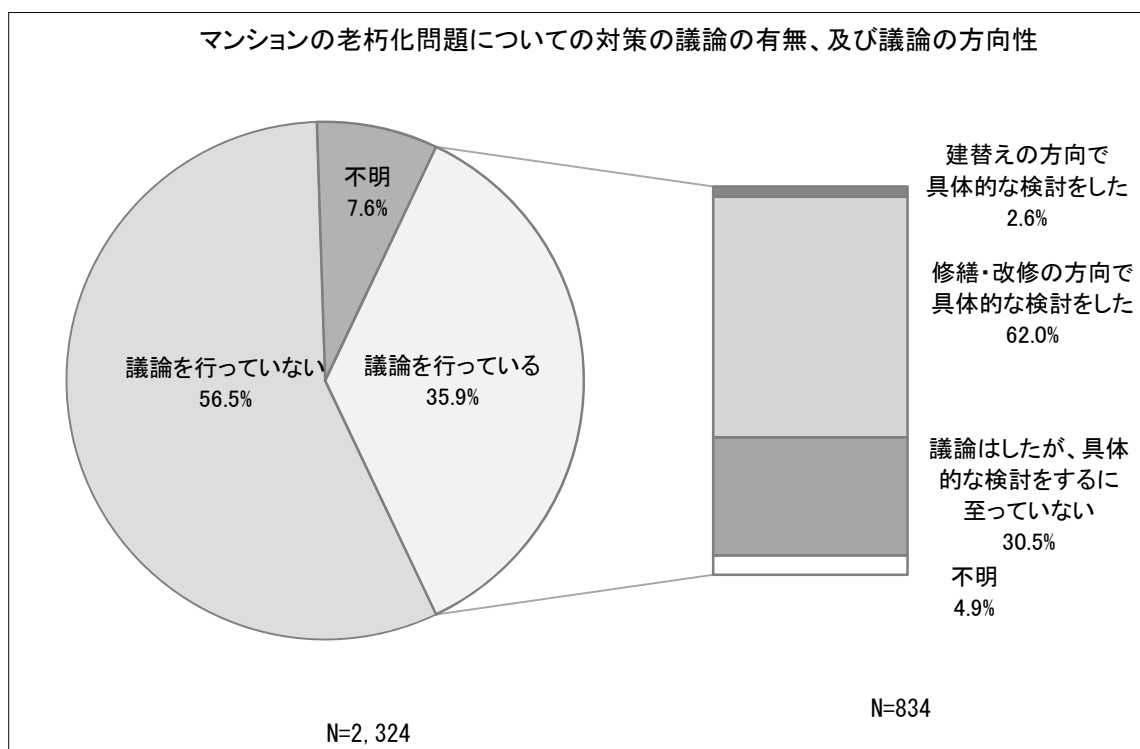 マンションの老朽化問題についての対策の議論の有無、及び議論の方向性
不明
7.6%
議論を行っていない
56.5%
議論を行っている
35.9%
建替えの方向で
具体的な検討をした
2.6%
修繕・改修の方向で
具体的な検討をした
62.0%
議論はしたが、具体
的な検討をするに
至っていない
30.5%
不明
4.9%
N=2,324
N=834